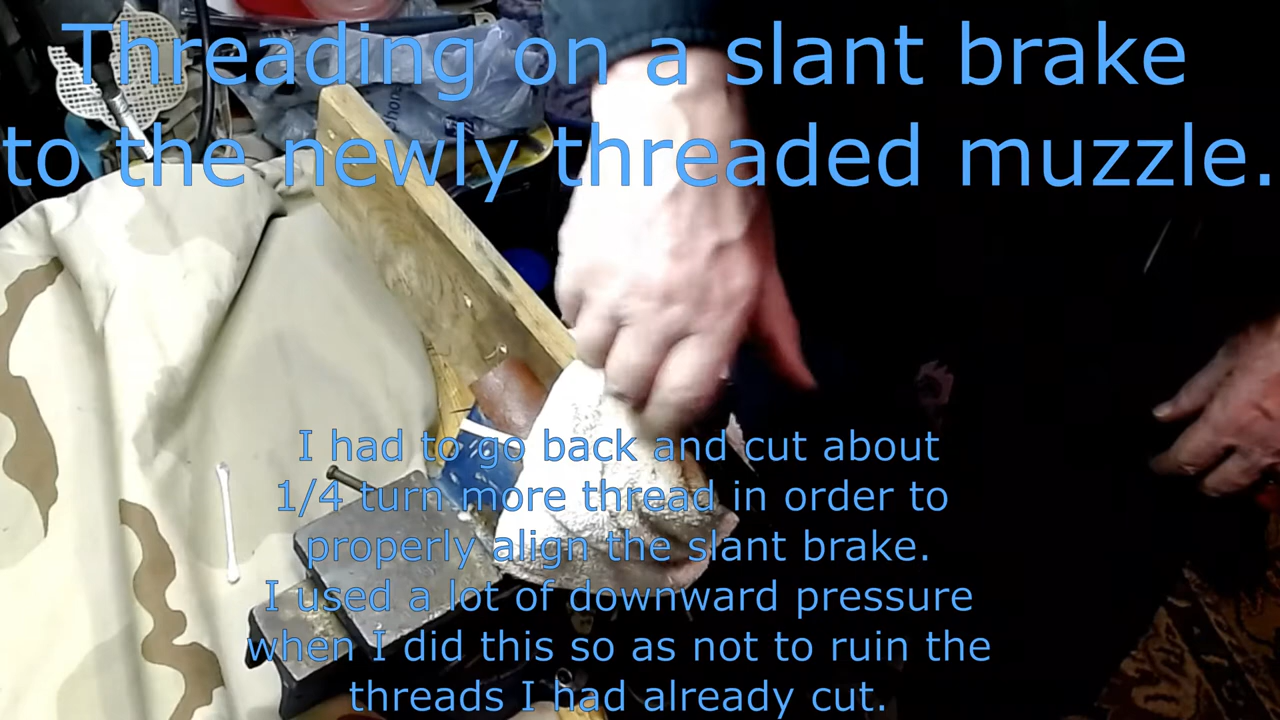 Threading on a slant brake
to the newly threaded muzzle.
I had to go back and cut about
1/4 turn more thread in order to
properly align the slant brake.
I used a lot of downward pressure
when I did this so as not to ruin the
threads I had already cut.